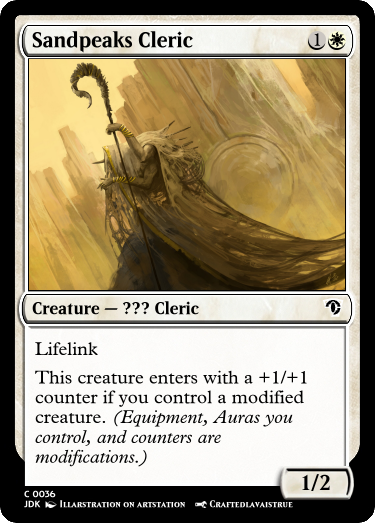 Sandpeaks Cleric 1
Creature — ??? Cleric
Lifelink
This creature enters with a +1/+1
counter if you control a modified
creature. (Equipment, Auras you
control, and counters are
modifications.)
1/2
C 0036
JDK Illarstration on artstation Craftedlavaistrue